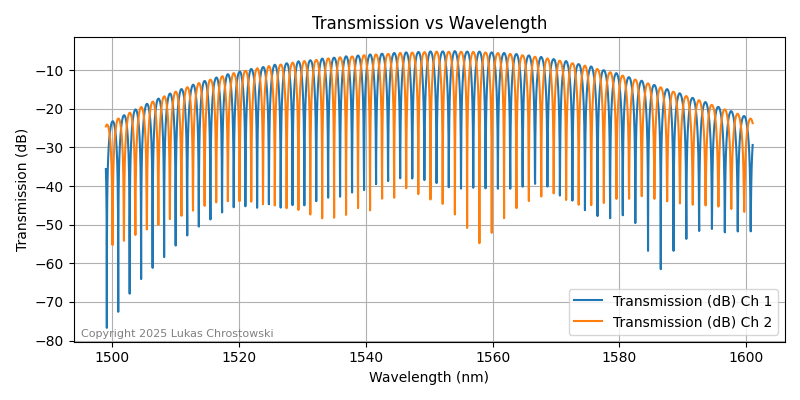 Transmission vs Wavelength
Transmission (dB)
−10
−20
−30
−40
−50
−60
−70
−80
Transmission (dB) Ch 1
Transmission (dB) Ch 2
Copyright 2025 Lukas Chrostowski
1500 1520 1540 1560 1580 1600
Wavelength (nm)